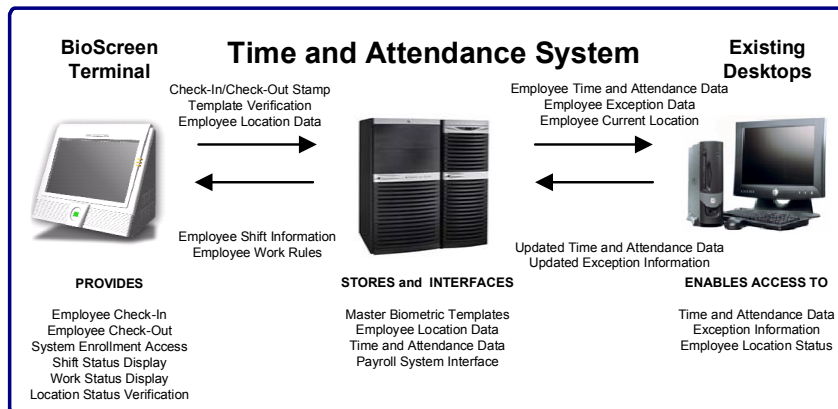 BioScreen
Terminal
Time and Attendance System
Existing
Desktops
Check-In/Check-Out Stamp
Template Verification
Employee Location Data
Employee Time and Attendance Data
Employee Exception Data
Employee Current Location
Employee Shift Information
Employee Work Rules
Updated Time and Attendance Data
Updated Exception Information
PROVIDES
Employee Check-In
Employee Check-Out
System Enrollment Access
Shift Status Display
Work Status Display
Location Status Verification
STORES and INTERFACES
Master Biometric Templates
Employee Location Data
Time and Attendance Data
Payroll System Interface
ENABLES ACCESS TO
Time and Attendance Data
Exception Information
Employee Location Status